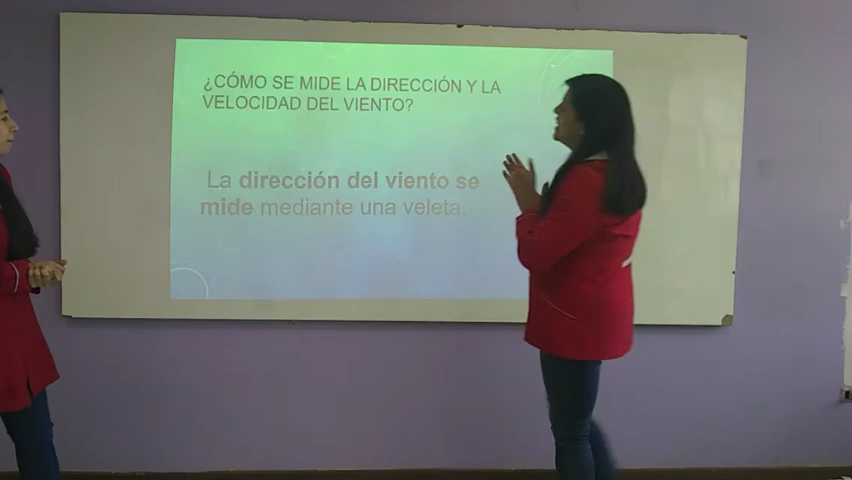 ¿CÓMO SE MIDE LA DIRECCIÓN Y LA
VELOCIDAD DEL VIENTO?
La dirección del viento se
mide mediante una veleta.